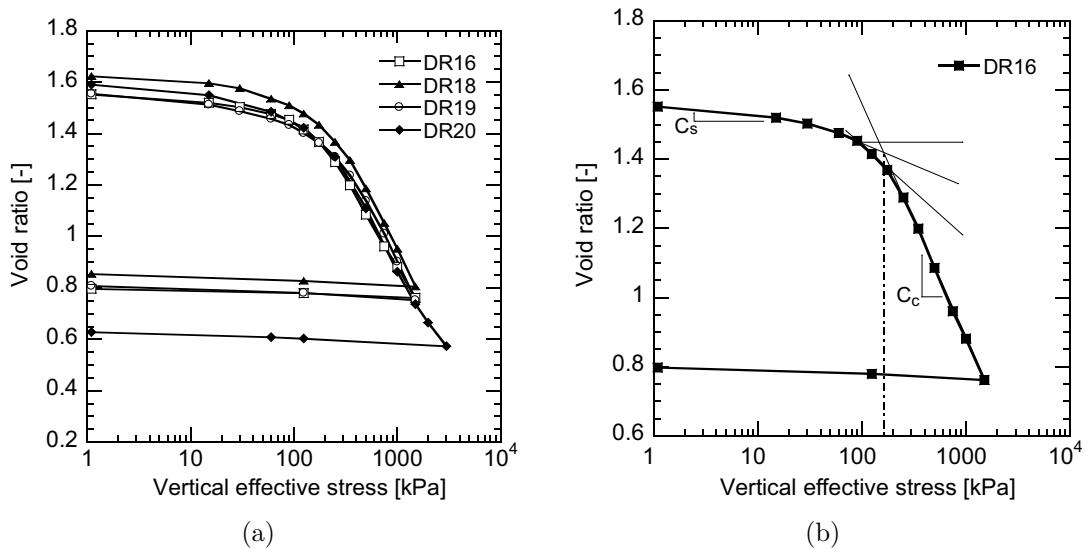 1.8
1.6
1.4
1.2
1
0.8
0.6
0.4
0.2
Void ratio [-]
DR16
DR18
DR19
DR20
1 10 100 1000 10^4
Vertical effective stress [kPa]
(a)
1.8
1.6
1.4
1.2
1
0.8
0.6
Void ratio [-]
DR16
Cs
Cc
1 10 100 1000 10^4
Vertical effective stress [kPa]
(b)